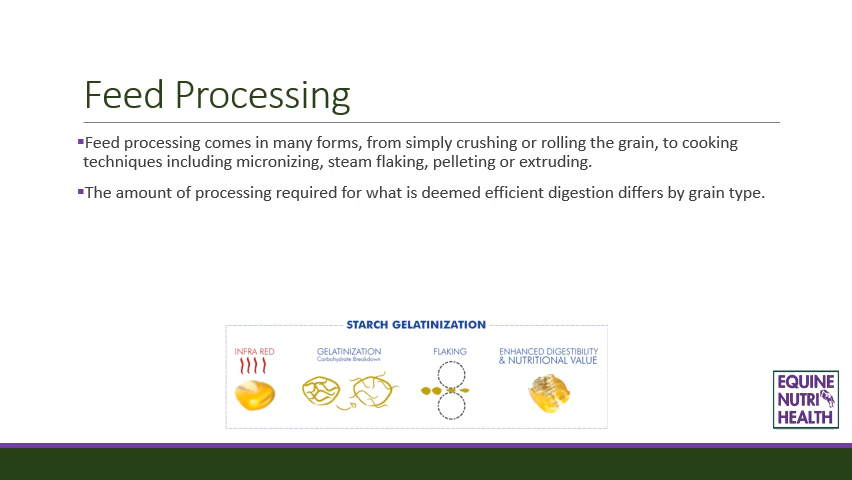 Feed Processing
▪Feed processing comes in many forms, from simply crushing or rolling the grain, to cooking
techniques including micronizing, steam flaking, pelleting or extruding.
▪The amount of processing required for what is deemed efficient digestion differs by grain type.
STARCH GELATINIZATION
INFRA RED
GELATINIZATION
Carbohydrate Breakdown
FLAKING
ENHANCED DIGESTIBILITY
& NUTRITIONAL VALUE
EQUINE
NUTRI
HEALTH